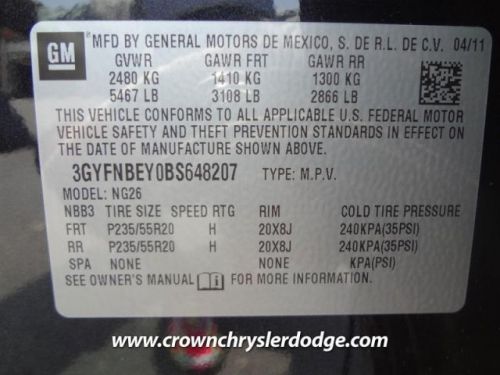 GM
MFD BY GENERAL MOTORS DE MEXICO, S. DE R.L. DE C.V. 04/11
GVWR GAWR FRT GAWR RR
2480 KG 1410 KG 1300 KG
5467 LB 3108 LB 2866 LB
THIS VEHICLE CONFORMS TO ALL APPLICABLE U.S. FEDERAL MOTOR
VEHICLE SAFETY AND THEFT PREVENTION STANDARDS IN EFFECT ON
THE DATE OF MANUFACTURE SHOWN ABOVE.
3GYFNBEY0BS648207 TYPE: M.P.V.
MODEL: NG26
NBB3 TIRE SIZE SPEED RTG RIM COLD TIRE PRESSURE
FRT P235/55R20 H 20X8J 240KPA(35PSI)
RR P235/55R20 H 20X8J 240KPA(35PSI)
SPA NONE NONE KPA(PSI)
SEE OWNER'S MANUAL FOR MORE INFORMATION.
www.crownchryslerdodge.com